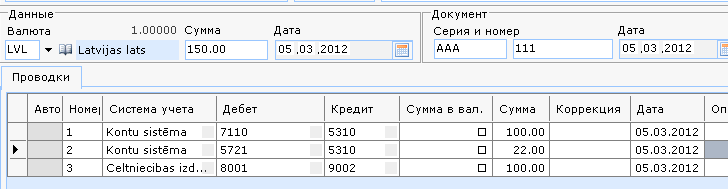 Данные Документ
Валюта 1.00000 Сумма Дата Серия и номер Дата
LVL Latvijas lats 150.00 05 ,03 ,2012 AAA 111 05 ,03 ,2012
Проводки
Авто Номер Система учета Дебет Кредит Сумма в вал. Сумма Коррекция Дата Оп
1 Kontu sistēma 7110 5310 100.00 05.03.2012
2 Kontu sistēma 5721 5310 22.00 05.03.2012
3 Celtniecības izd... 8001 9002 100.00 05.03.2012